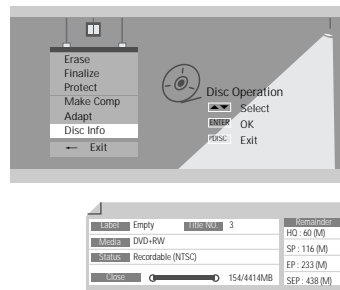 Erase
Finalize
Protect
Make Comp
Adapt
Disc Info
← Exit
Disc Operation
▲▼ Select
ENTER OK
DISC Exit
Label Empty Title NO. 3
Media DVD+RW
Status Recordable (NTSC)
Close 154/4414MB
Remainder
HQ : 60 (M)
SP : 116 (M)
EP : 233 (M)
SEP : 438 (M)